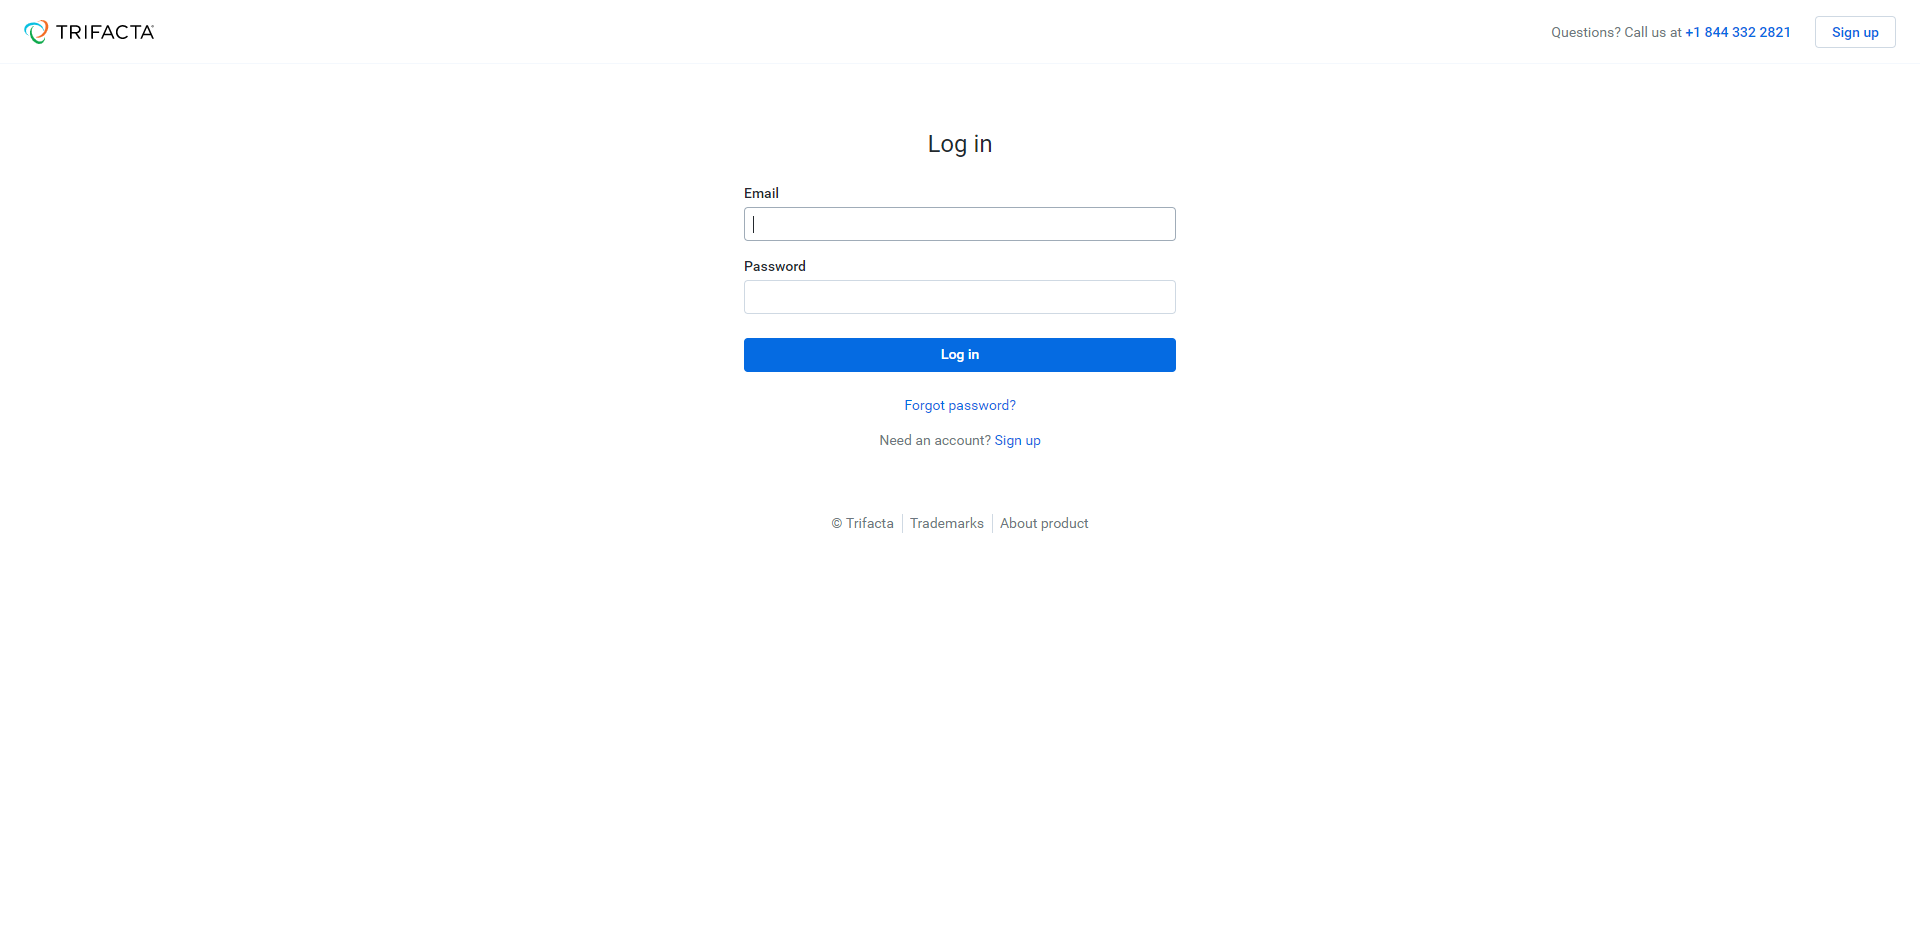 TRIFACTA
Questions? Call us at +1 844 332 2821
Sign up
Log in
Email
Password
Log in
Forgot password?
Need an account? Sign up
© Trifacta
Trademarks
About product